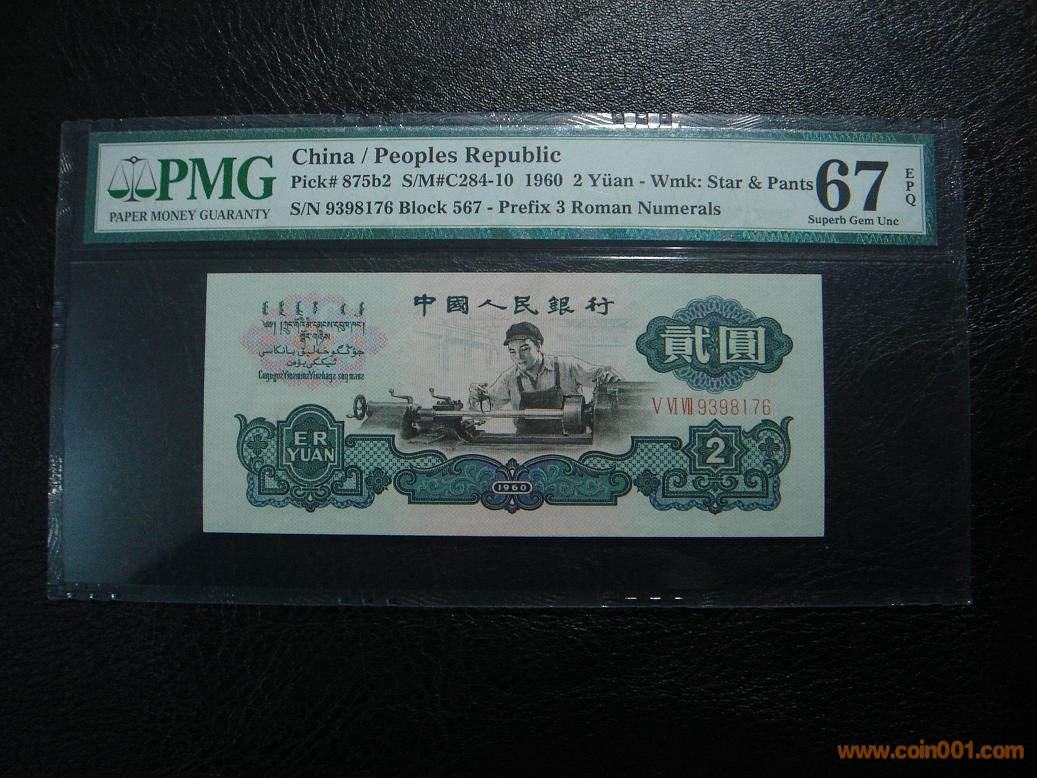 PMG
PAPER MONEY GUARANTY
China / Peoples Republic
Pick# 875b2 S/M#C284-10 1960 2 Yüan - Wmk: Star & Pants
S/N 9398176 Block 567 - Prefix 3 Roman Numerals
67
EPQ
Superb Gem Unc
中國人民銀行
貳圓
V VI VII 9398176
ER
YUAN
2
1960
www.coin001.com